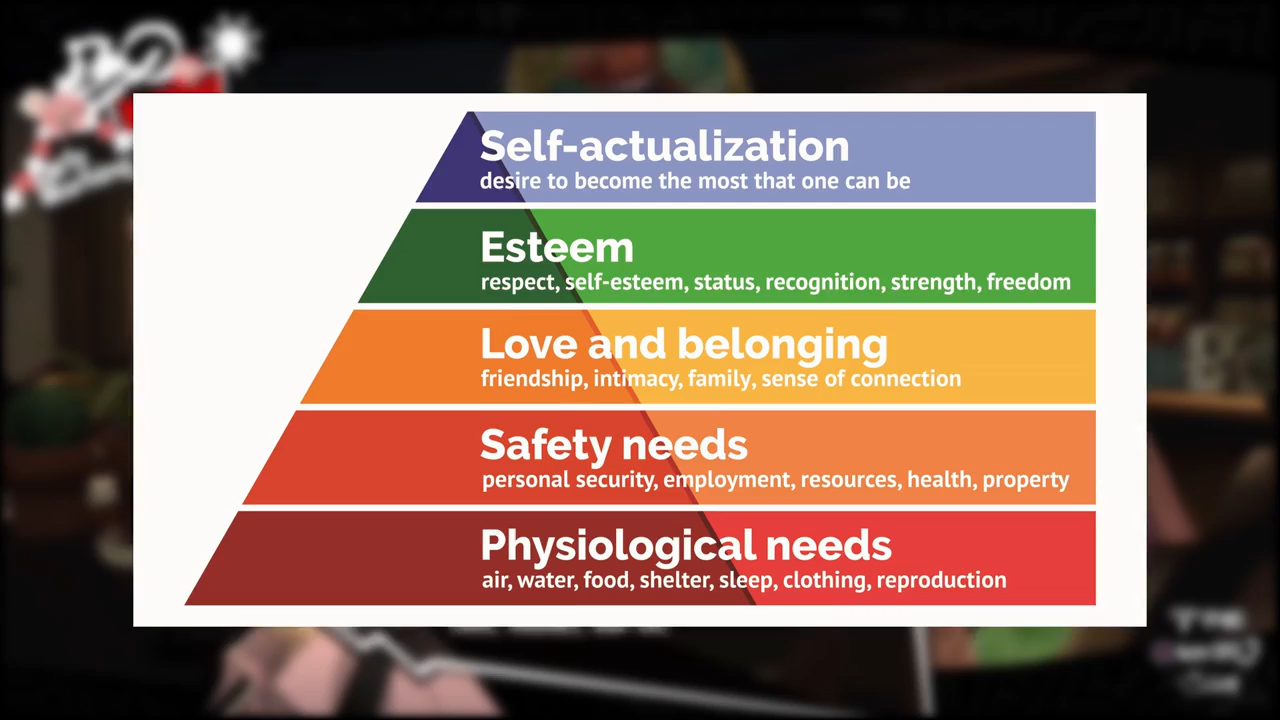 Self-actualization
desire to become the most that one can be
Esteem
respect, self-esteem, status, recognition, strength, freedom
Love and belonging
friendship, intimacy, family, sense of connection
Safety needs
personal security, employment, resources, health, property
Physiological needs
air, water, food, shelter, sleep, clothing, reproduction